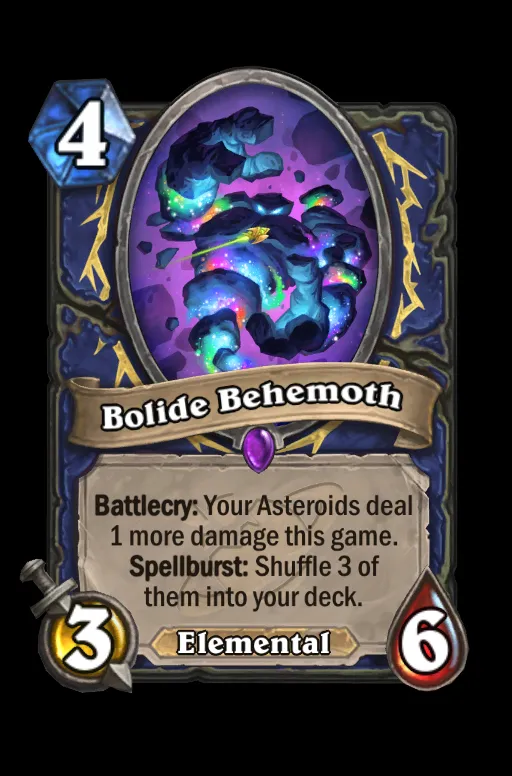 4
Bolide Behemoth
Battlecry: Your Asteroids deal
1 more damage this game.
Spellburst: Shuffle 3 of
them into your deck.
3
Elemental
6